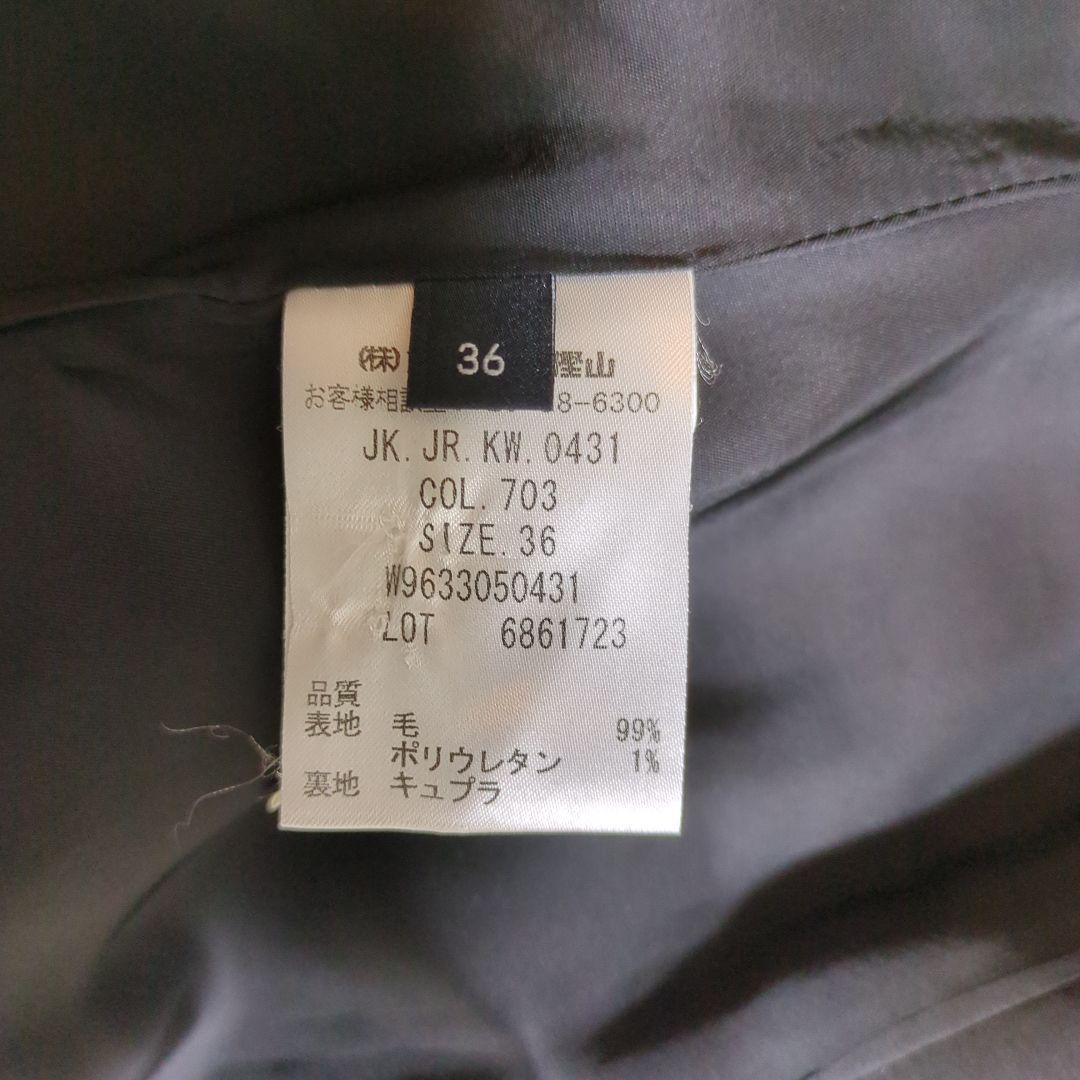 36
(株) 樫山
お客様相談室 8-6300
JK.JR.KW.0431
COL.703
SIZE.36
W9633050431
LOT 6861723
品質
表地 毛 99%
ポリウレタン 1%
裏地 キュプラ